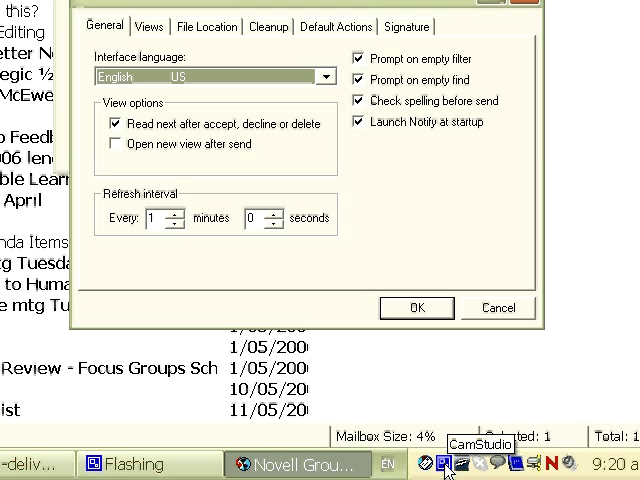 this?
Editing
General Views File Location Cleanup Default Actions Signature
Interface language:
English US
Prompt on empty filter
Prompt on empty find
Check spelling before send
Launch Notify at startup
View options
Read next after accept, decline or delete
Open new view after send
Refresh interval
Every: 1 minutes 0 seconds
OK Cancel
etter N
egic ½
McEwe
o Feedb
06 len
ble Learn
April
nda Items
tg Tuesda
to Huma
e mtg Tu
1/05/200
1/05/200
Review - Focus Groups Sch 1/05/200
10/05/200
ist 11/05/200
Mailbox Size: 4% Selected: 1 Total: 1
CamStudio
-deliv... Flashing Novell Grou... EN 9:20 a